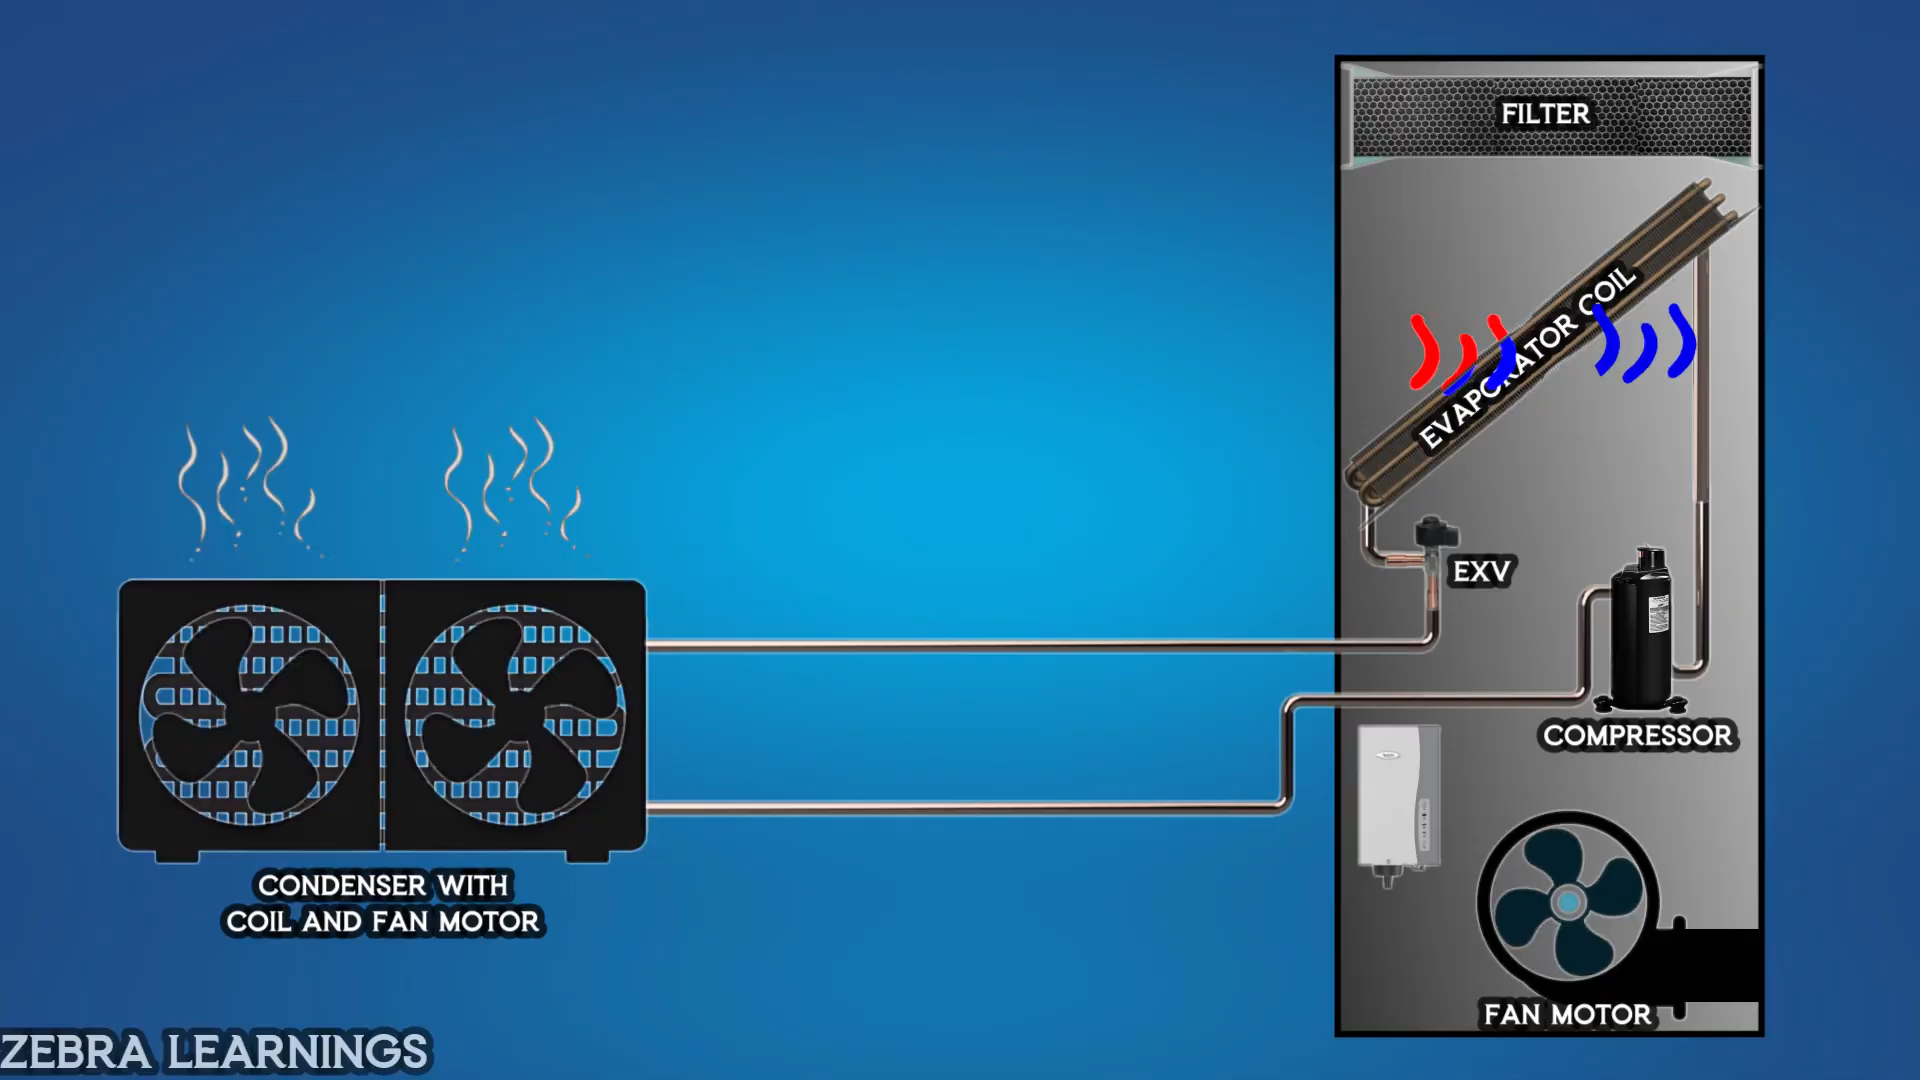 FILTER
EVAPORATOR COIL
EXV
COMPRESSOR
CONDENSER WITH
COIL AND FAN MOTOR
FAN MOTOR
ZEBRA LEARNINGS